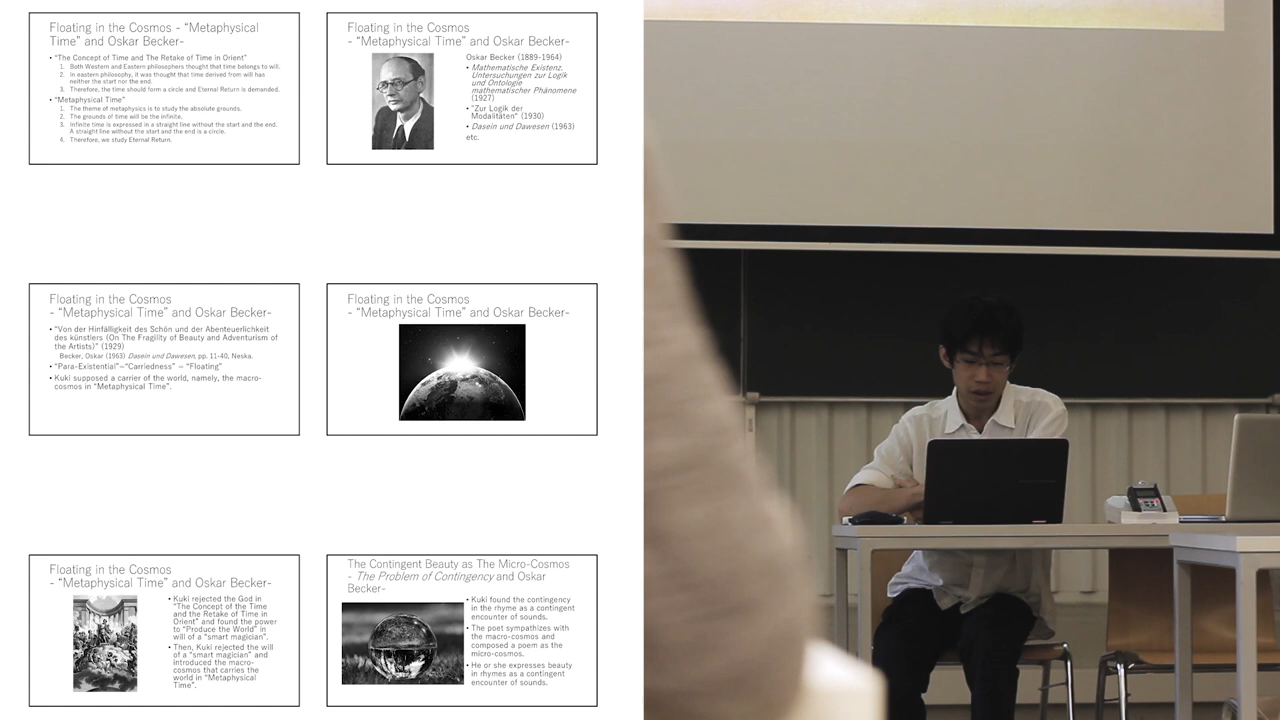 Floating in the Cosmos - “Metaphysical
Time” and Oskar Becker-
• “The Concept of Time and The Retake of Time in Orient”
1. Both Western and Eastern philosophers thought that time belongs to will.
2. In eastern philosophy, it was thought that time derived from will has
neither the start nor the end.
3. Therefore, the time should form a circle and Eternal Return is demanded.
• “Metaphysical Time”
1. The theme of metaphysics is to study the absolute grounds.
2. The grounds of time will be the infinite.
3. Infinite time is expressed in a straight line without the start and the end.
A straight line without the start and the end is a circle.
4. Therefore, we study Eternal Return.
Floating in the Cosmos
- “Metaphysical Time” and Oskar Becker-
Oskar Becker (1889-1964)
• Mathematische Existenz.
Untersuchungen zur Logik
und Ontologie
mathematischer Phänomene
(1927)
• “Zur Logik der
Modalitäten” (1930)
• Dasein und Dawesen (1963)
etc.
Floating in the Cosmos
- “Metaphysical Time” and Oskar Becker-
• “Von der Hinfälligkeit des Schön und der Abenteuerlichkeit
des künstlers (On The Fragility of Beauty and Adventurism of
the Artists)” (1929)
Becker, Oskar (1963) Dasein und Dawesen, pp. 11-40, Neska.
• “Para-Existential”−“Carriedness” − “Floating”
• Kuki supposed a carrier of the world, namely, the macro-
cosmos in “Metaphysical Time”.
Floating in the Cosmos
- “Metaphysical Time” and Oskar Becker-
Floating in the Cosmos
- “Metaphysical Time” and Oskar Becker-
• Kuki rejected the God in
“The Concept of the Time
and the Retake of Time in
Orient” and found the power
to “Produce the World” in
will of a “smart magician”.
• Then, Kuki rejected the will
of a “smart magician” and
introduced the macro-
cosmos that carries the
world in “Metaphysical
Time”.
The Contingent Beauty as The Micro-Cosmos
- The Problem of Contingency and Oskar
Becker-
• Kuki found the contingency
in the rhyme as a contingent
encounter of sounds.
• The poet sympathizes with
the macro-cosmos and
composed a poem as the
micro-cosmos.
• He or she expresses beauty
in rhymes as a contingent
encounter of sounds.